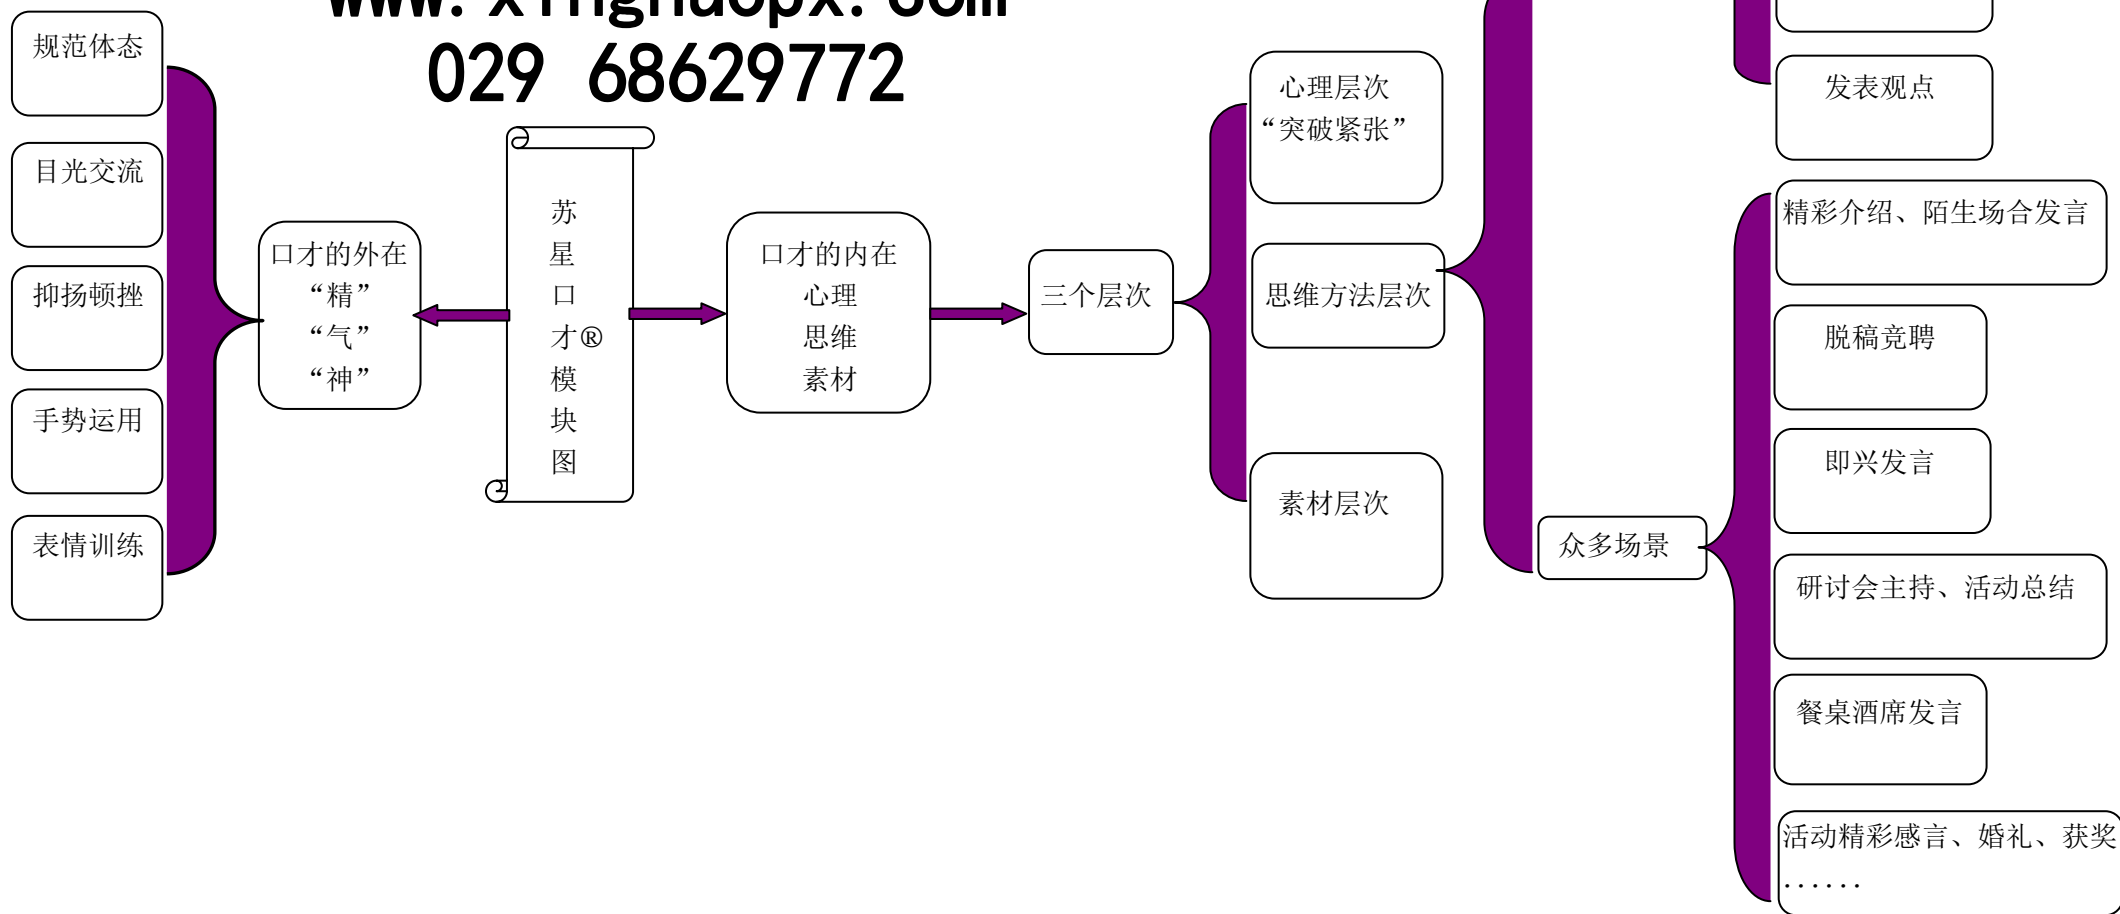 029 68629772
规范体态
目光交流
抑扬顿挫
手势运用
表情训练
口才的外在
“精”
“气”
“神”
苏
星
口
才®
模
块
图
口才的内在
心理
思维
素材
三个层次
心理层次
“突破紧张”
思维方法层次
素材层次
众多场景
发表观点
精彩介绍、陌生场合发言
脱稿竞聘
即兴发言
研讨会主持、活动总结
餐桌酒席发言
活动精彩感言、婚礼、获奖
......